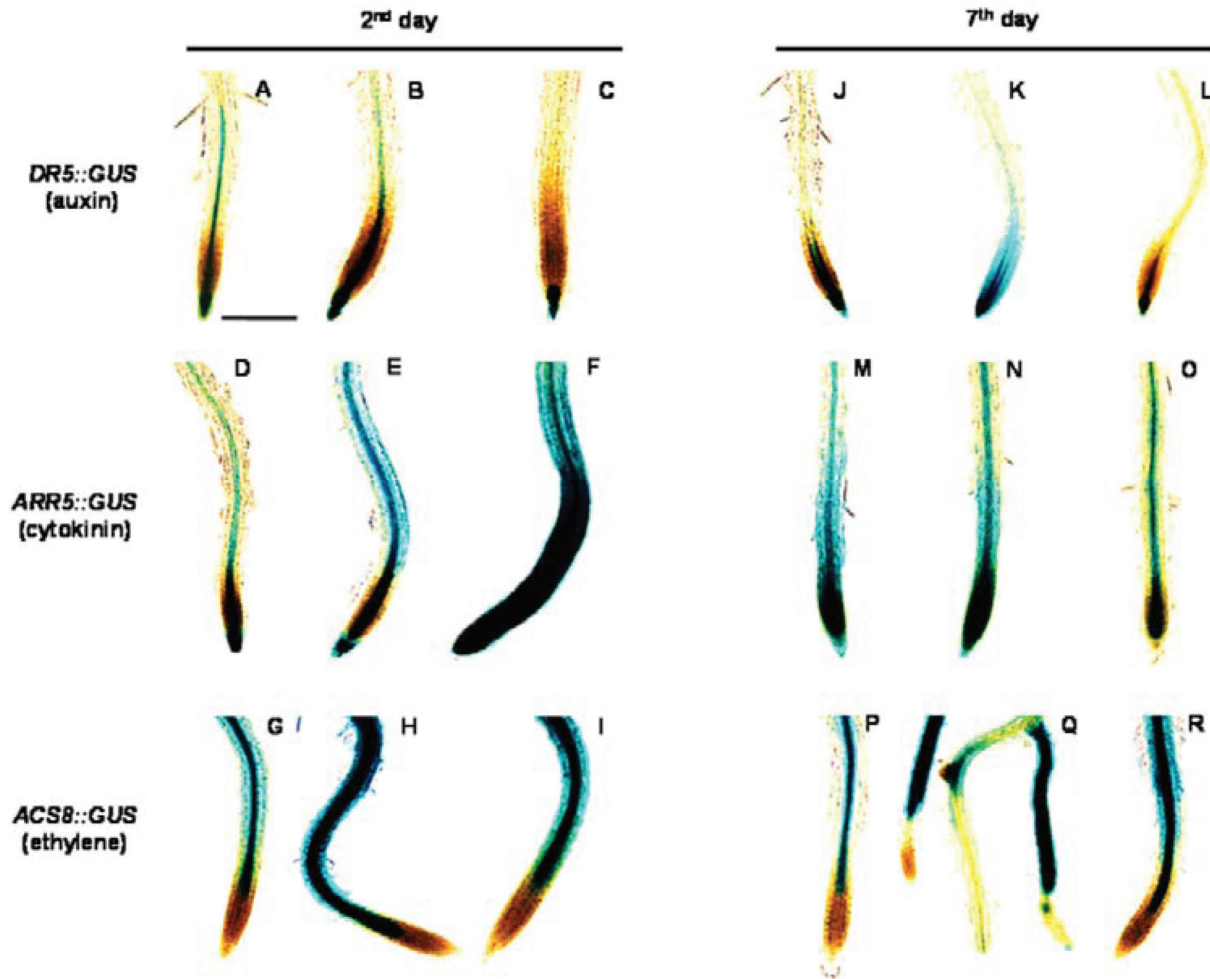 2nd day
7th day
A B C J K L
DR5::GUS
(auxin)
D E F M N O
ARR5::GUS
(cytokinin)
G H I P Q R
ACS8::GUS
(ethylene)